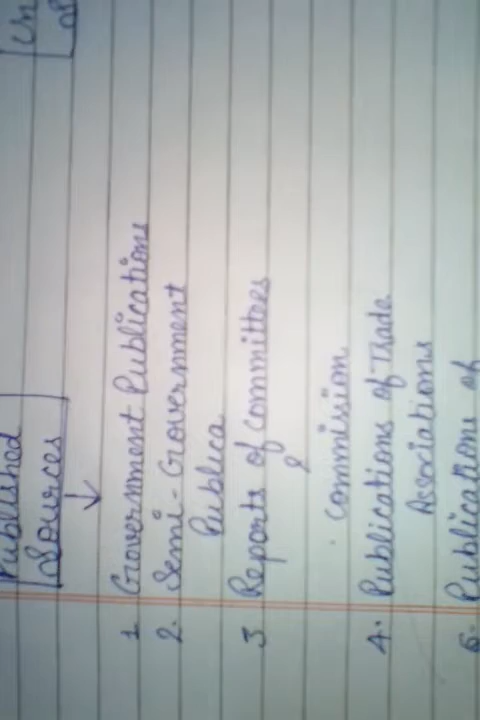 Published
Sources
↓
1 Government Publications
2. Semi-Government
Publica
3 Reports of committees
&
commission
4. Publications of Trade
Associations
Publications of